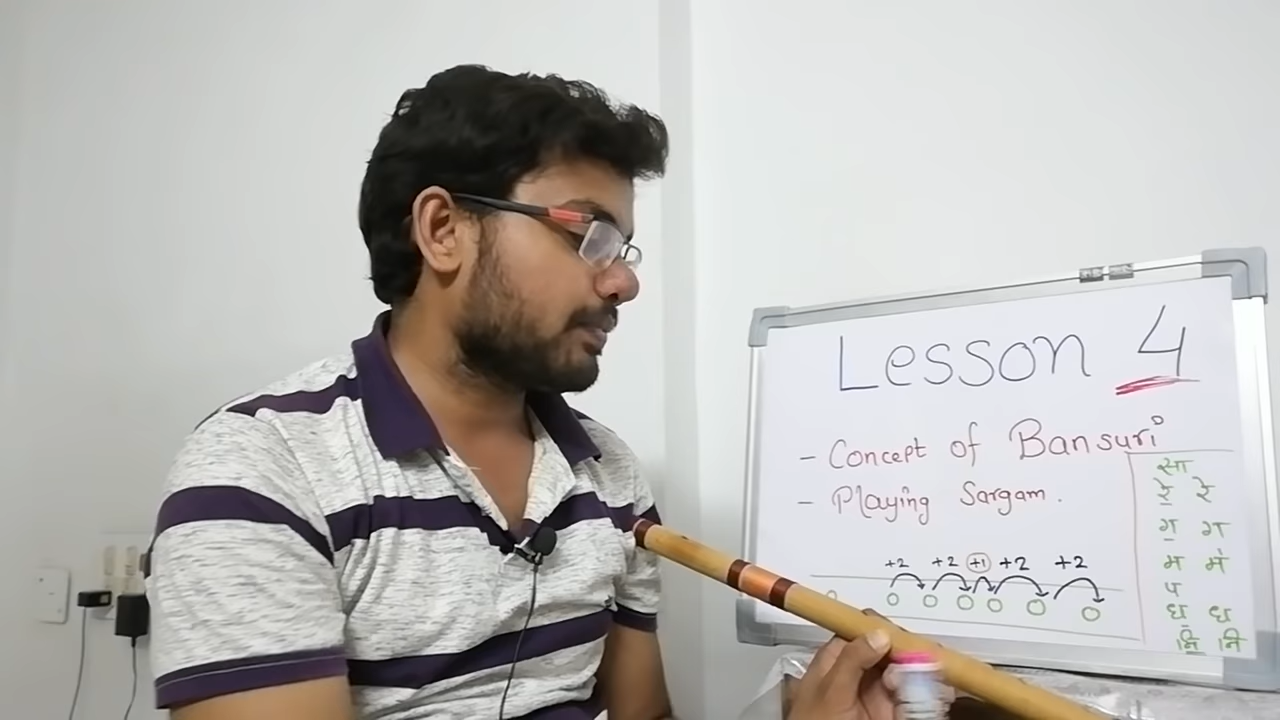 Lesson 4
- Concept of Bansuri
- Playing Sargam.
+2 +2 +1 +2 +2
सा
रे॒ रे
ग॒ ग
म मे
प
ध॒ ध
नि॒ नि